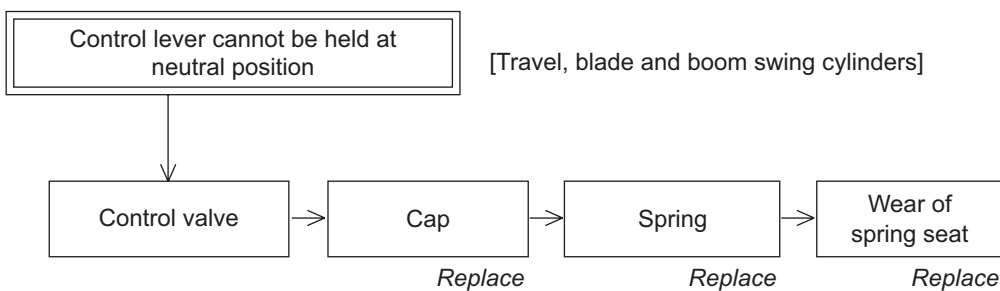 Control lever cannot be held at
neutral position
[Travel, blade and boom swing cylinders]
Control valve
Cap
Spring
Wear of
spring seat
Replace
Replace
Replace